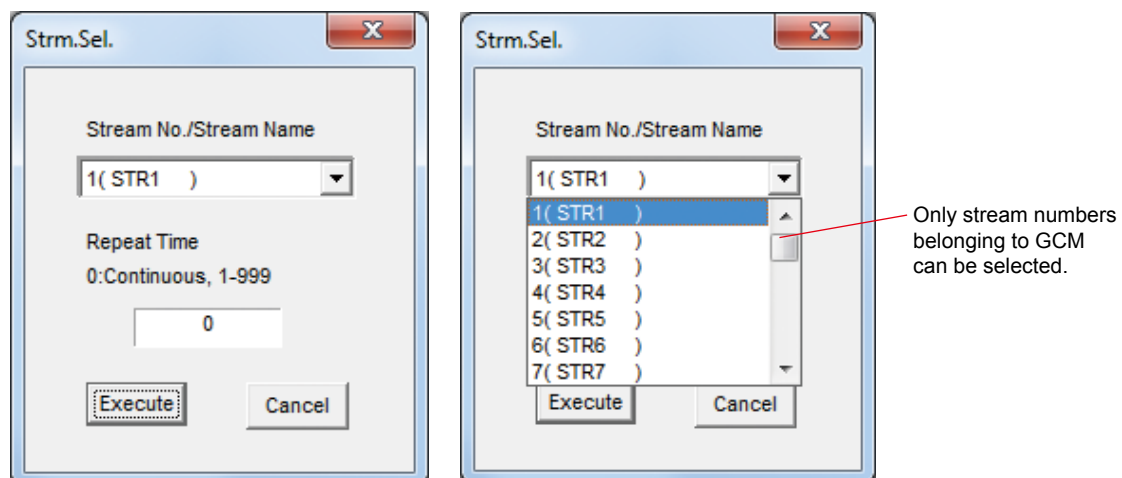 Strm.Sel.
Stream No./Stream Name
1( STR1 )
Repeat Time
0:Continuous, 1-999
0
Execute
Cancel
Strm.Sel.
Stream No./Stream Name
1( STR1 )
1( STR1 )
2( STR2 )
3( STR3 )
4( STR4 )
5( STR5 )
6( STR6 )
7( STR7 )
Execute
Cancel
Only stream numbers
belonging to GCM
can be selected.